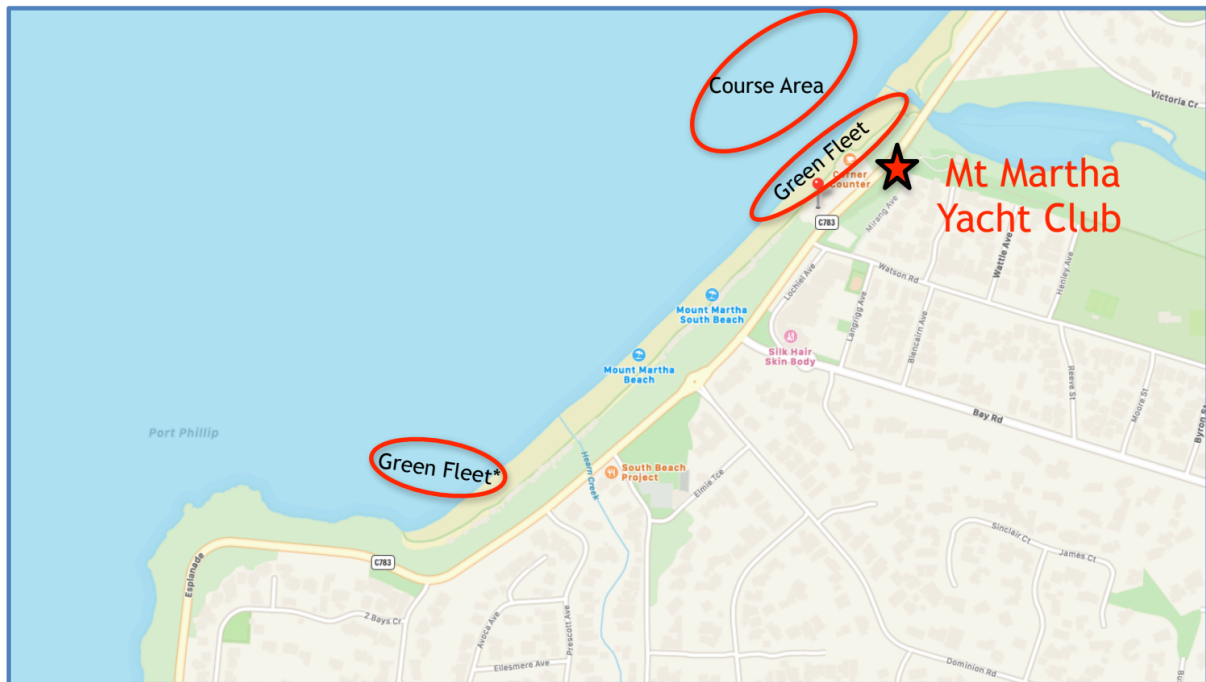 Course Area
Green Fleet
Victoria Cr
Corner
Counter
Mt Martha
Yacht Club
Mirang Ave
C783
Lochiel Ave
Watson Rd
Wattle Ave
Henley Ave
Langrigg Ave
Blencairn Ave
Mount Martha
South Beach
Silk Hair
Skin Body
Mount Martha
Beach
Reeve St
Moore St
Byron St
Bay Rd
Port Phillip
Green Fleet*
Hearn Creek
South Beach
Project
Elmie Tce
Sinclair Ct
James Ct
Esplanade
C783
2 Bays Cr
Avoca Ave
Prescott Ave
Ellesmere Ave
Dominion Rd